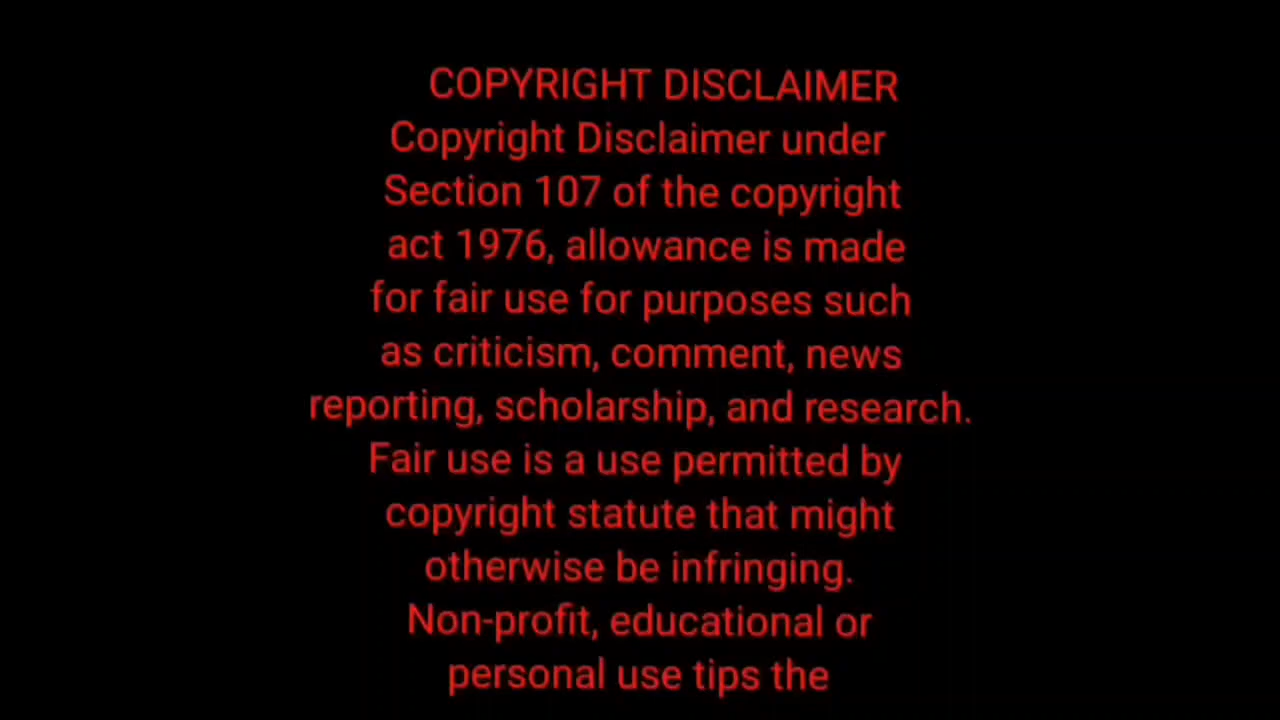 COPYRIGHT DISCLAIMER
Copyright Disclaimer under
Section 107 of the copyright
act 1976, allowance is made
for fair use for purposes such
as criticism, comment, news
reporting, scholarship, and research.
Fair use is a use permitted by
copyright statute that might
otherwise be infringing.
Non-profit, educational or
personal use tips the